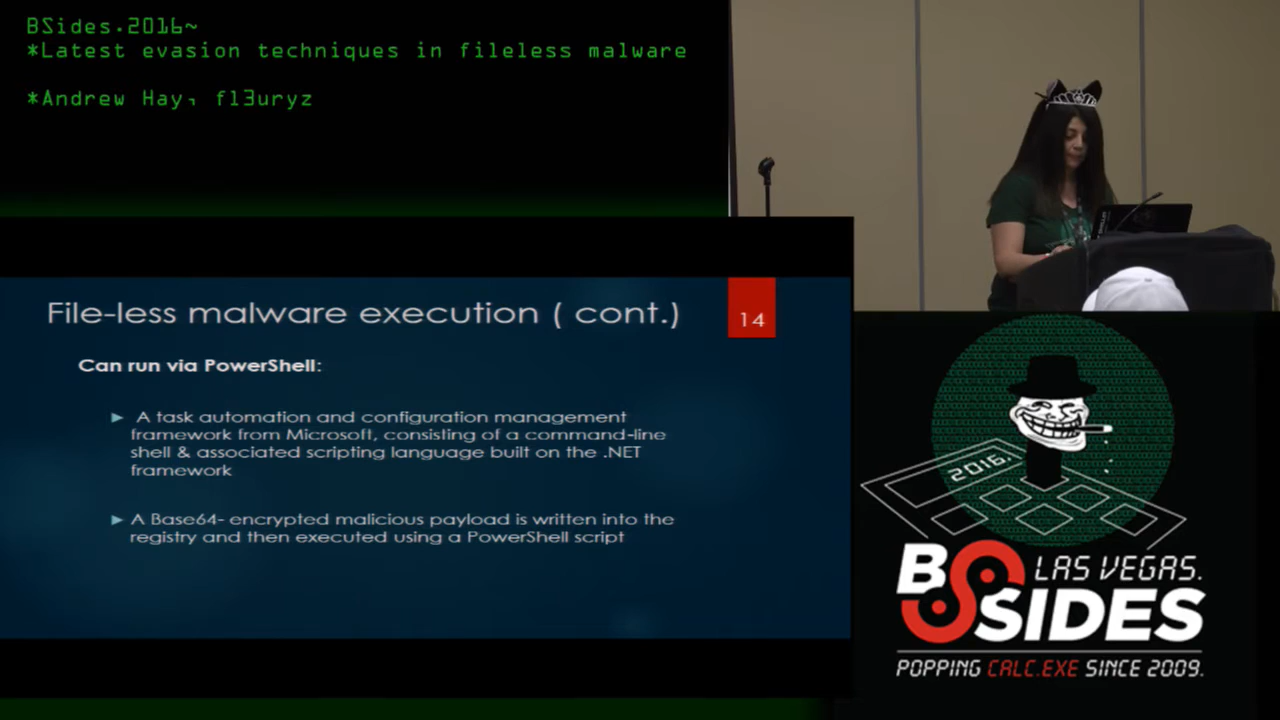 BSides.2016~
*Latest evasion techniques in fileless malware
*Andrew Hay, fl3uryz
File-less malware execution ( cont.)
14
Can run via PowerShell:
A task automation and configuration management
framework from Microsoft, consisting of a command-line
shell & associated scripting language built on the .NET
framework
A Base64- encrypted malicious payload is written into the
registry and then executed using a PowerShell script
2016.
BSIDES
LAS VEGAS.
POPPING CALC.EXE SINCE 2009.